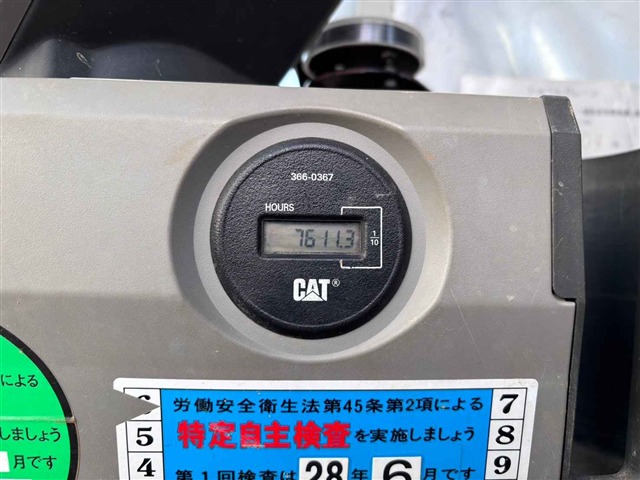 366-0367
HOURS
7611.3
1/10
CAT®
による
しましょう
月です
6 労働安全衛生法第45条第2項による 7
5 特定自主検査を実施しましょう 8
4 第1回検査は28年6月です 9